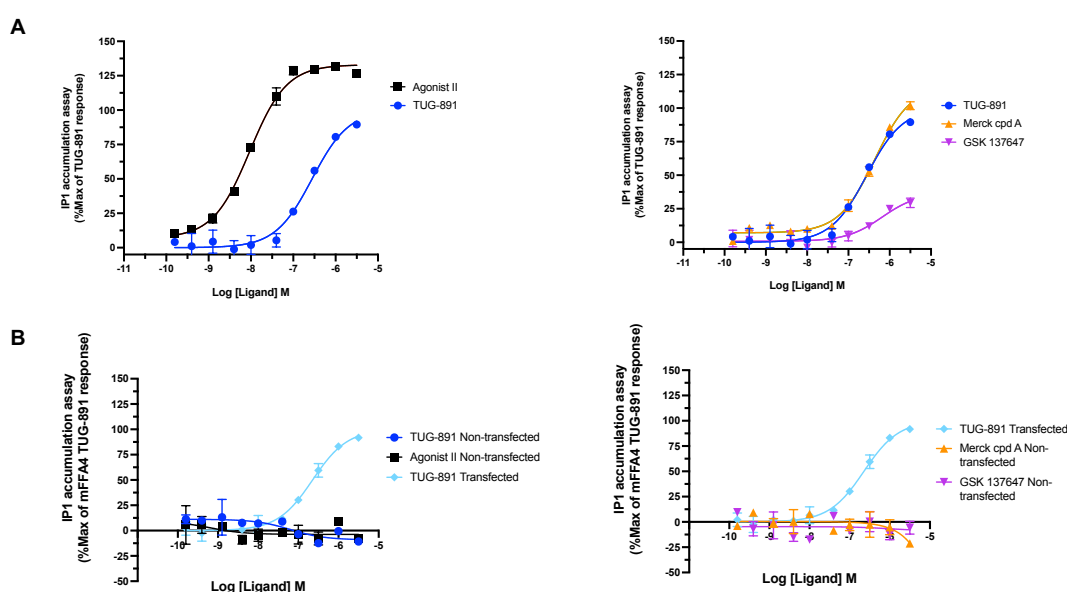 A
IP1 accumulation assay
(%Max of TUG-891 response)
150
125
100
75
50
25
0
-11
-10
-9
-8
-7
-6
-5
Log [Ligand] M
Agonist II
TUG-891
IP1 accumulation assay
(%Max of TUG-891 response)
150
125
100
75
50
25
0
-11
-10
-9
-8
-7
-6
-5
Log [Ligand] M
TUG-891
Merck cpd A
GSK 137647
B
IP1 accumulation assay
(%Max of mFFA4 TUG-891 response)
150
125
100
75
50
25
0
-25
-50
-10
-9
-8
-7
-6
-5
Log [Ligand] M
TUG-891 Non-transfected
Agonist II Non-transfected
TUG-891 Transfected
IP1 accumulation assay
(%Max of mFFA4 TUG-891 response)
150
125
100
75
50
25
0
-25
-50
-10
-9
-8
-7
-6
-5
Log [Ligand] M
TUG-891 Transfected
Merck cpd A Non-
transfected
GSK 137647 Non-
transfected